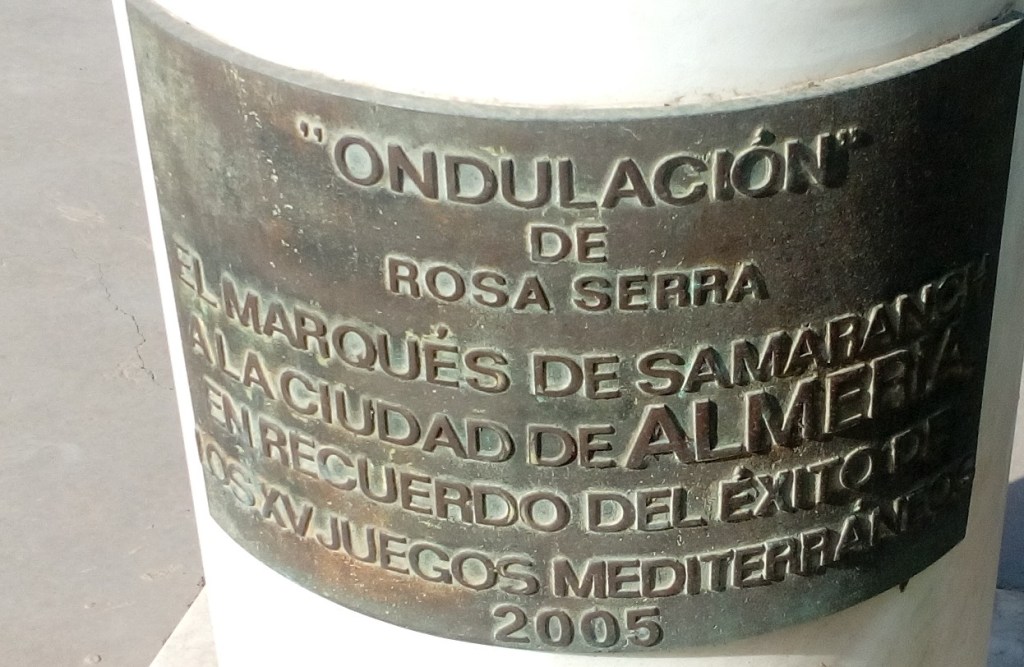 "ONDULACIÓN"
DE
ROSA SERRA
EL MARQUÉS DE SAMARANCH
A LA CIUDAD DE ALMERÍA
EN RECUERDO DEL ÉXITO DE
LOS XV JUEGOS MEDITERRÁNEOS
2005